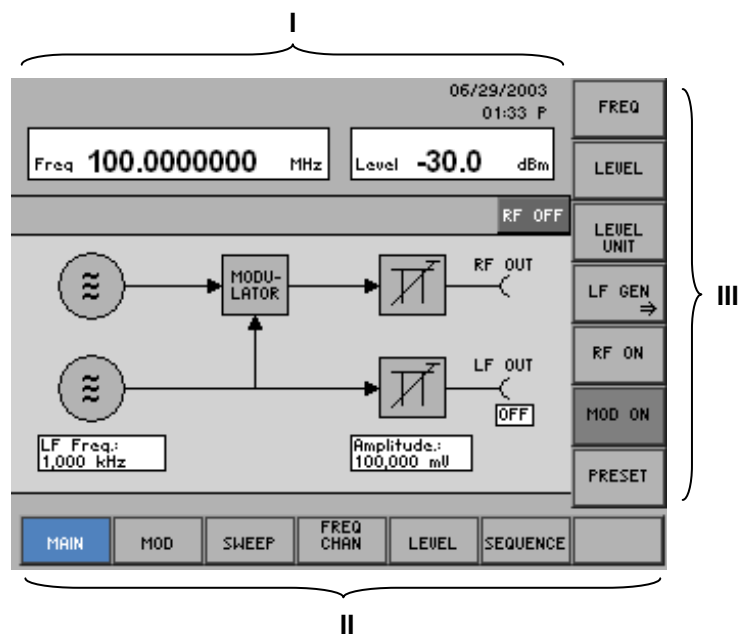 I
06/29/2003
01:33 P
Freq 100.0000000 MHz
Level -30.0 dBm
RF OFF
MODU-
LATOR
RF OUT
LF OUT
OFF
LF Freq.:
1,000 kHz
Amplitude.:
100,000 mV
FREQ
LEVEL
LEVEL
UNIT
LF GEN
⇒
RF ON
MOD ON
PRESET
III
MAIN
MOD
SWEEP
FREQ
CHAN
LEVEL
SEQUENCE
II